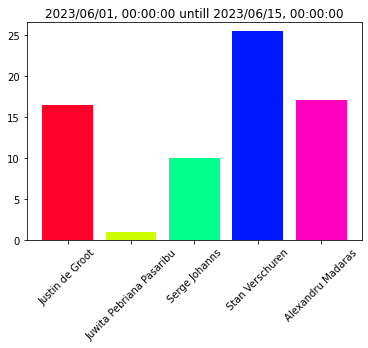 2023/06/01, 00:00:00 untill 2023/06/15, 00:00:00
25
20
15
10
5
0
Justin de Groot
Juwita Pebriana Pasaribu
Serge Johanns
Stan Verschuren
Alexandru Madaras